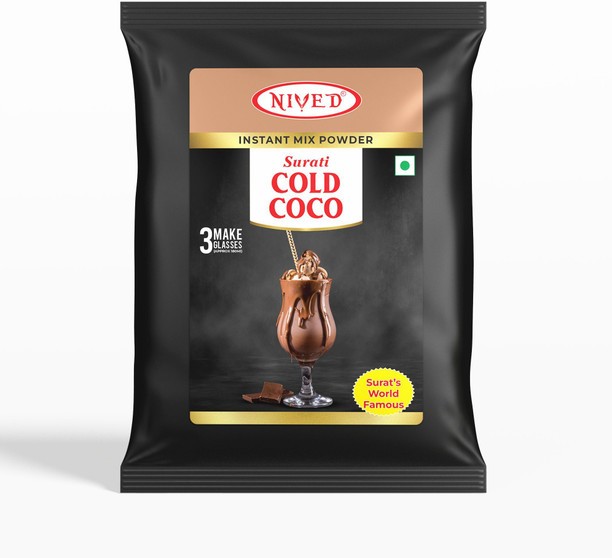 NIVED®
INSTANT MIX POWDER
Surati
COLD
COCO
3 MAKE
GLASSES
Surat's
World
Famous